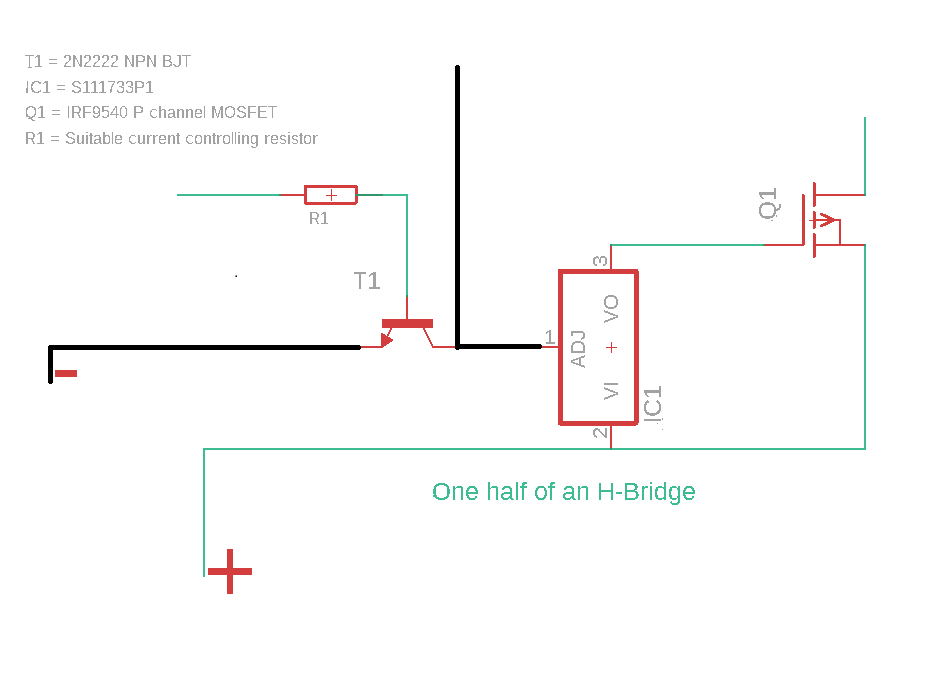 T1 = 2N2222 NPN BJT
IC1 = S111733P1
Q1 = IRF9540 P channel MOSFET
R1 = Suitable current controlling resistor
Q1
R1
3
T1
VO
1
ADJ
VI
IC1
2
One half of an H-Bridge